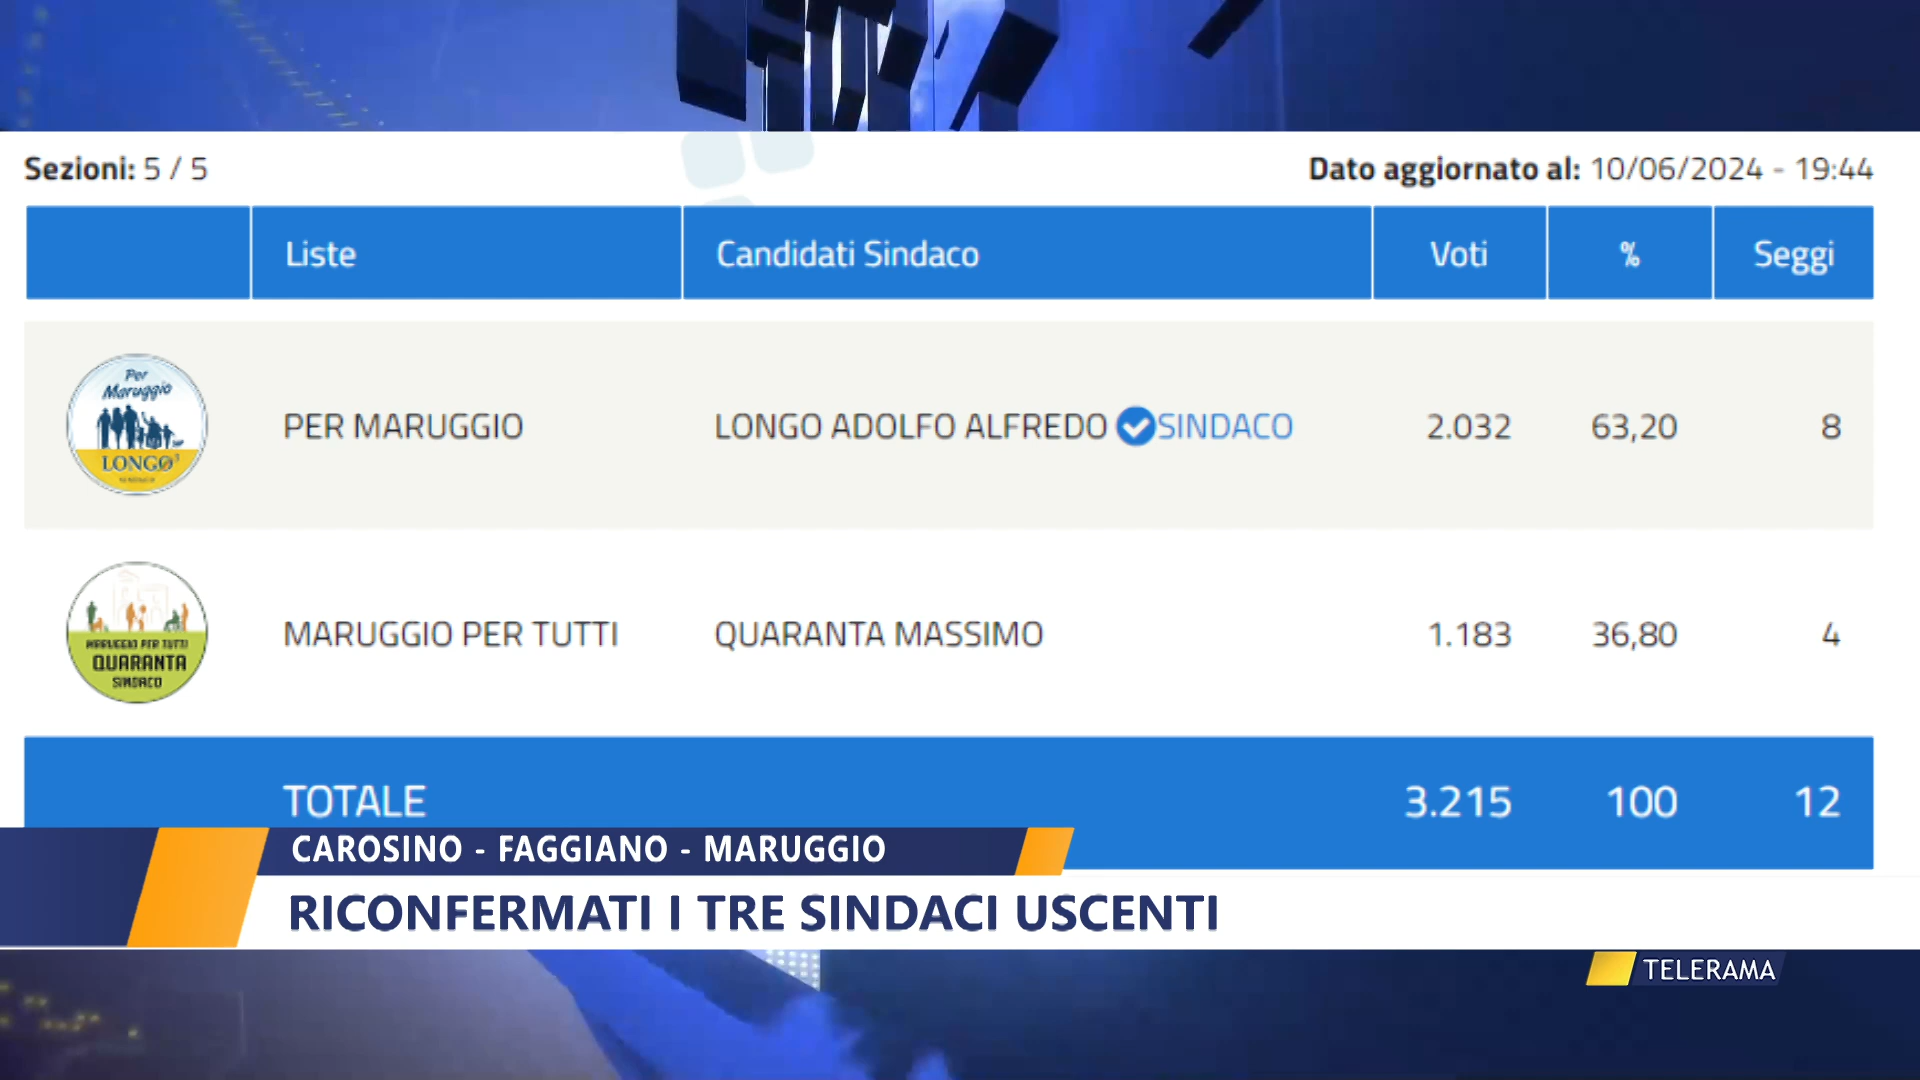 Sezioni: 5 / 5
Dato aggiornato al: 10/06/2024 - 19:44
Liste Candidati Sindaco Voti % Seggi
Per
Maruggio
LONGO
PER MARUGGIO LONGO ADOLFO ALFREDO SINDACO 2.032 63,20 8
MARUGGIO PER TUTTI
QUARANTA
SINDACO
MARUGGIO PER TUTTI QUARANTA MASSIMO 1.183 36,80 4
TOTALE 3.215 100 12
CAROSINO - FAGGIANO - MARUGGIO
RICONFERMATI I TRE SINDACI USCENTI
TELERAMA